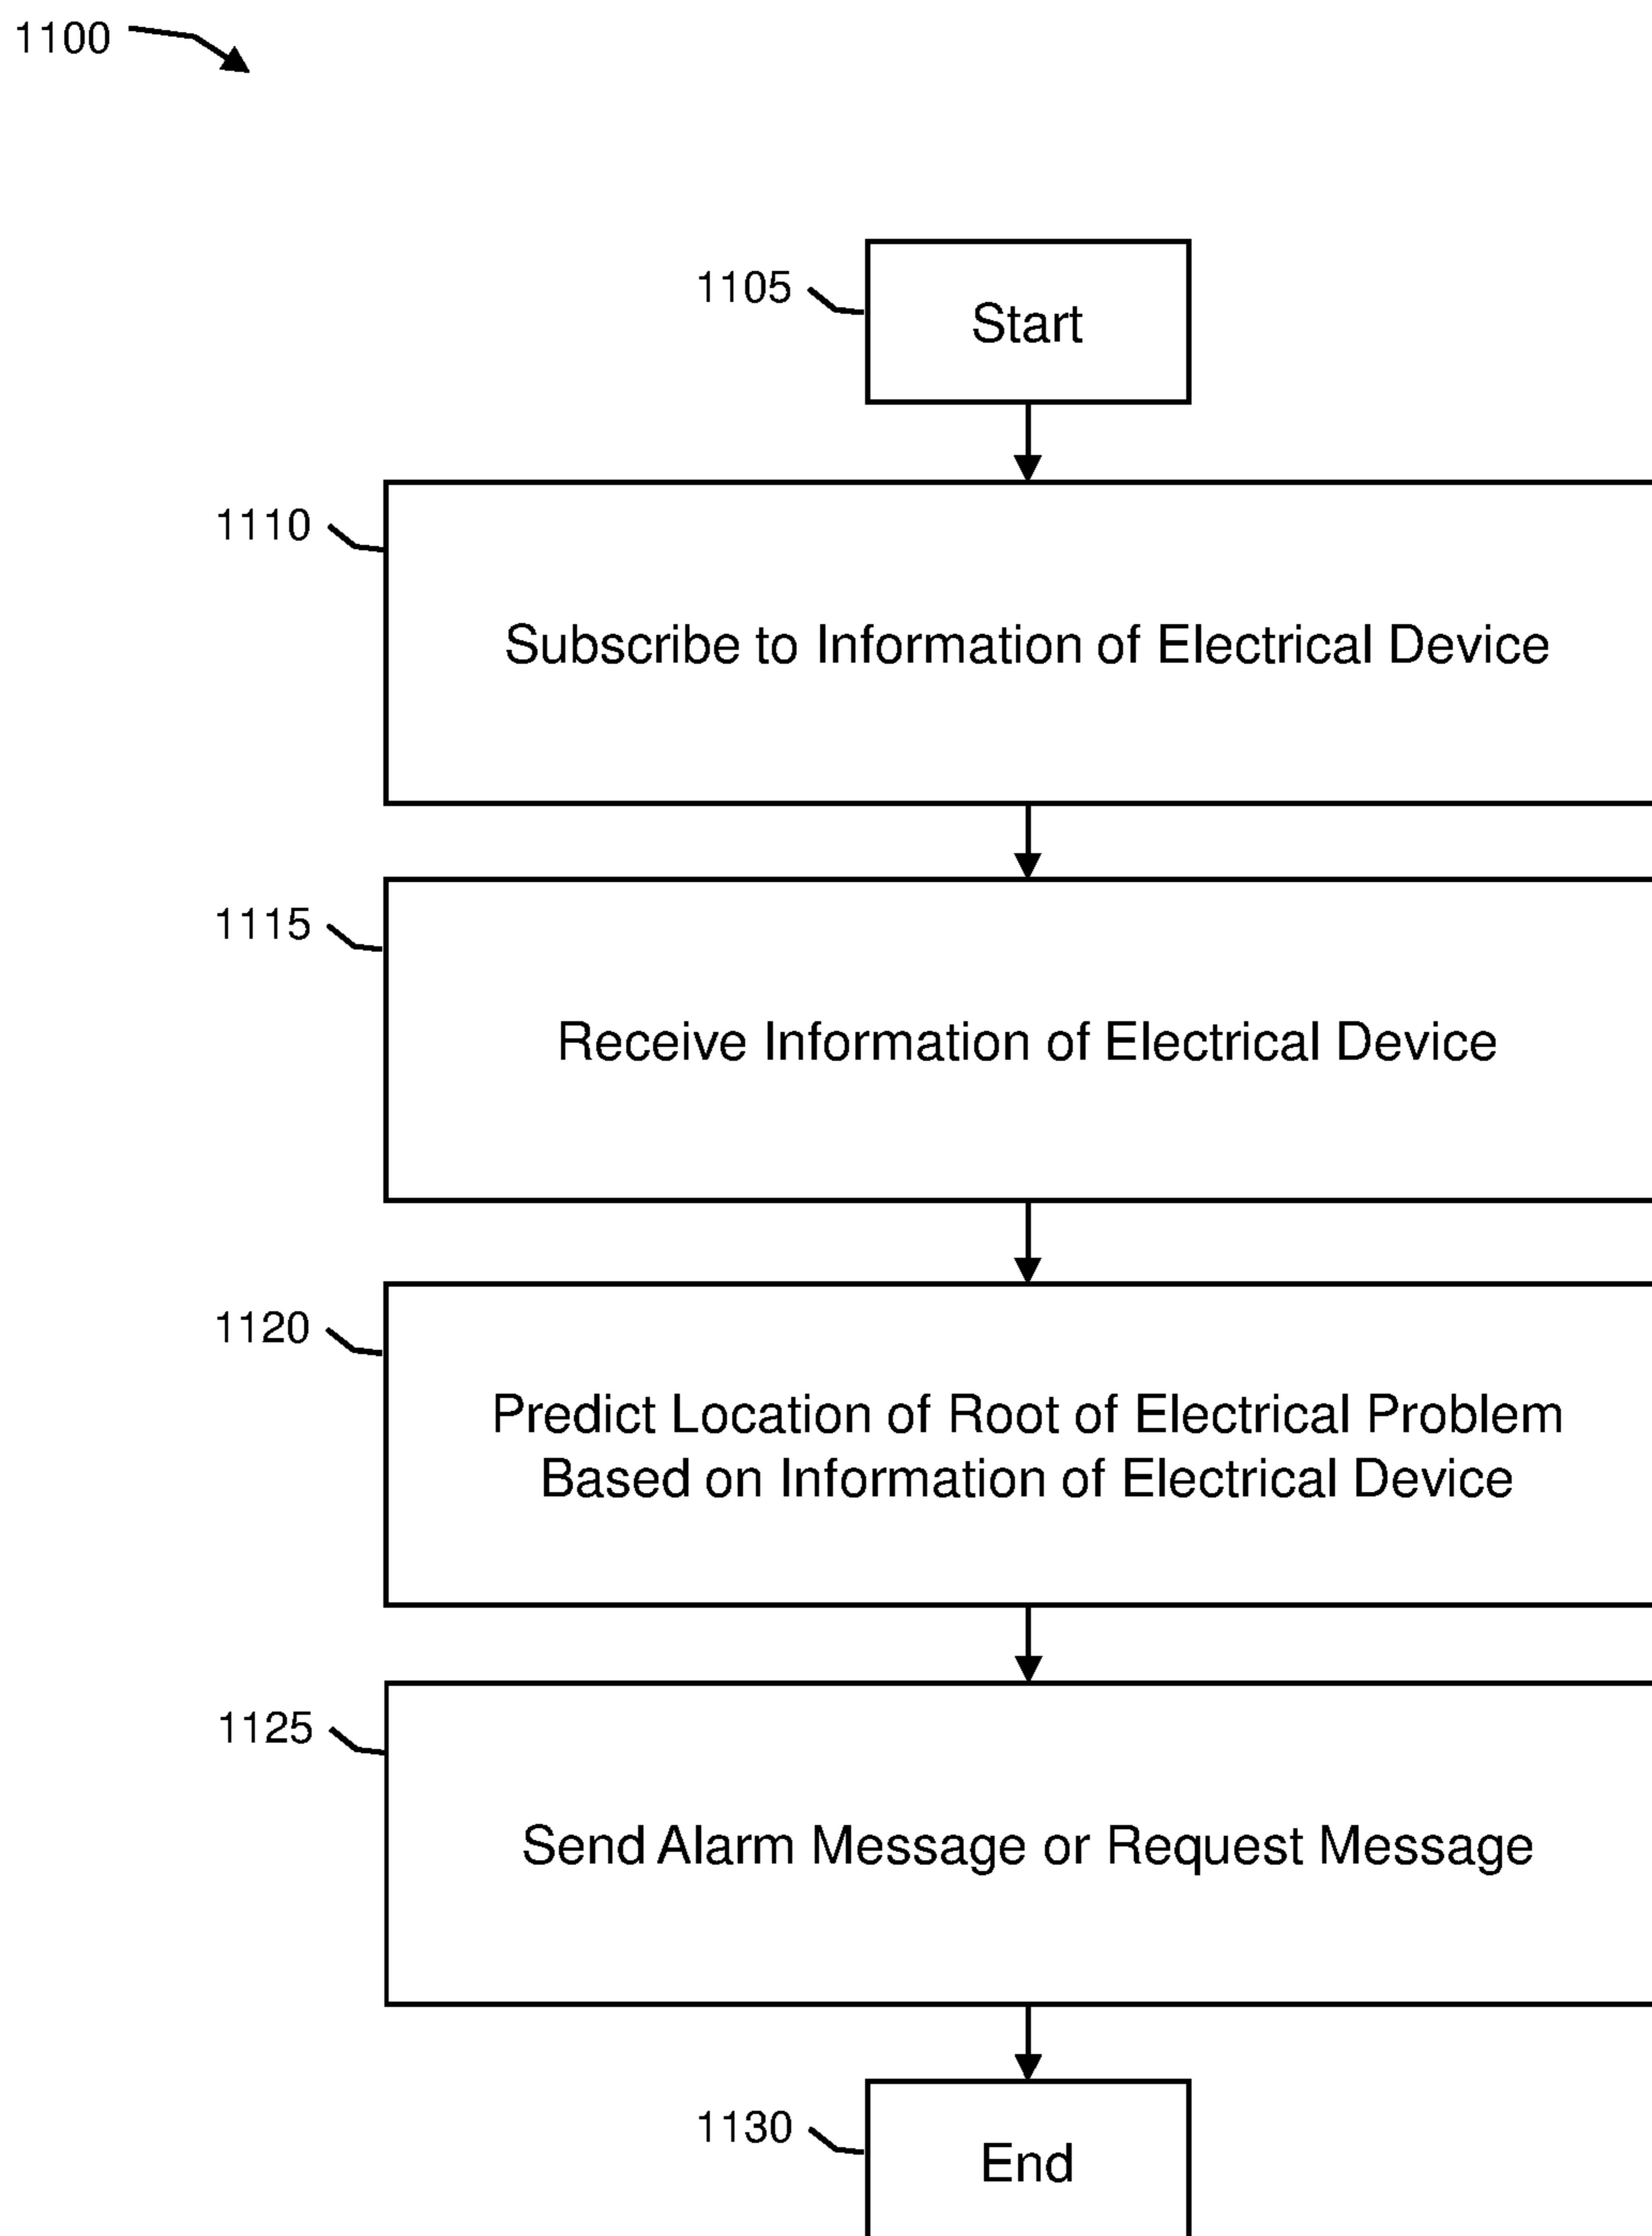 1100
1105
Start
1110
Subscribe to Information of Electrical Device
1115
Receive Information of Electrical Device
1120
Predict Location of Root of Electrical Problem
Based on Information of Electrical Device
1125
Send Alarm Message or Request Message
1130
End